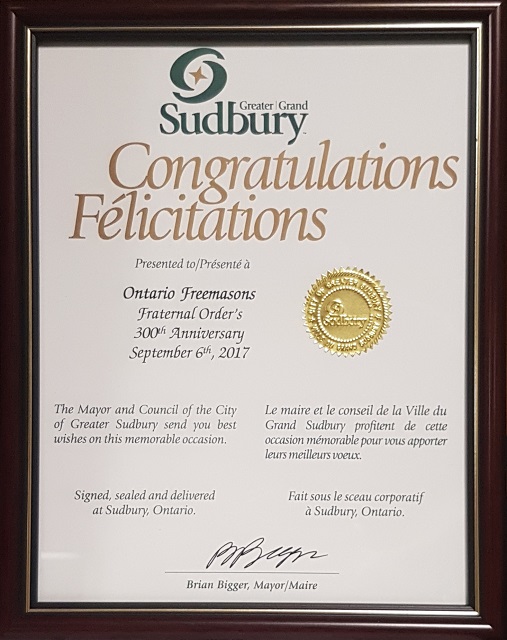 Greater | Grand
Sudbury
Congratulations
Félicitations
Presented to/Présenté à
Ontario Freemasons
Fraternal Order's
300th Anniversary
September 6th, 2017
Sudbury
The Mayor and Council of the City
of Greater Sudbury send you best
wishes on this memorable occasion.
Le maire et le conseil de la Ville du
Grand Sudbury profitent de cette
occasion mémorable pour vous apporter
leurs meilleurs voeux.
Signed, sealed and delivered
at Sudbury, Ontario.
Fait sous le sceau corporatif
à Sudbury, Ontario.
Brian Bigger, Mayor/Maire